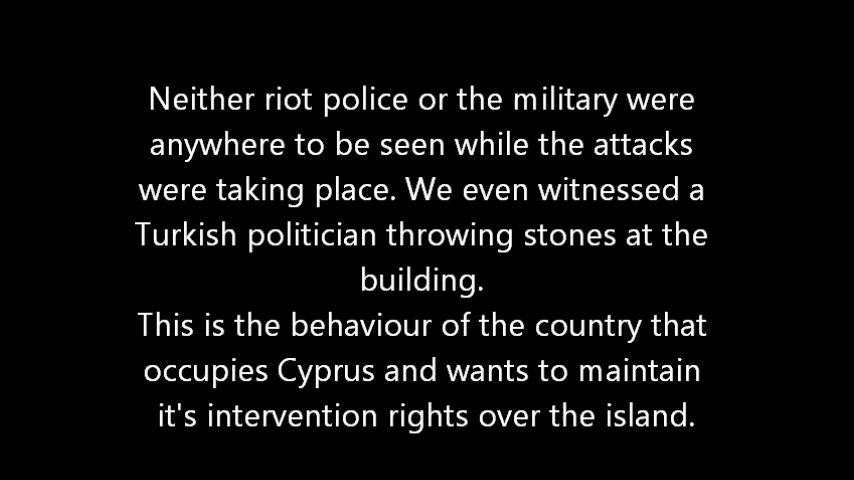 Neither riot police or the military were
anywhere to be seen while the attacks
were taking place. We even witnessed a
Turkish politician throwing stones at the
building.
This is the behaviour of the country that
occupies Cyprus and wants to maintain
it's intervention rights over the island.